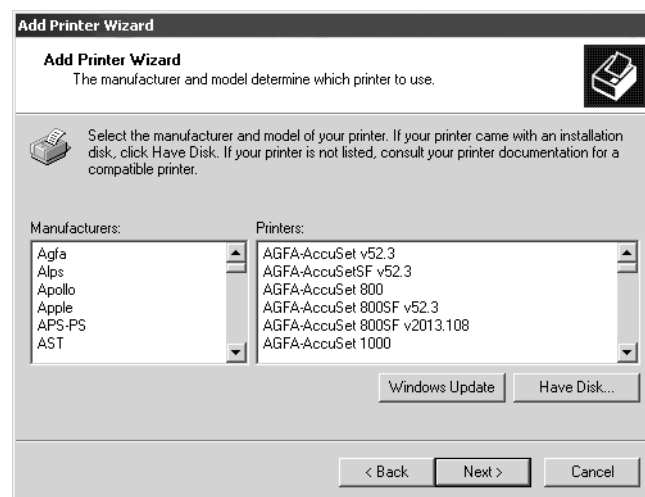 Add Printer Wizard
Add Printer Wizard
The manufacturer and model determine which printer to use.
Select the manufacturer and model of your printer. If your printer came with an installation
disk, click Have Disk. If your printer is not listed, consult your printer documentation for a
compatible printer.
Manufacturers:
Agfa
Alps
Apollo
Apple
APS-PS
AST
Printers:
AGFA-AccuSet v52.3
AGFA-AccuSetSF v52.3
AGFA-AccuSet 800
AGFA-AccuSet 800SF v52.3
AGFA-AccuSet 800SF v2013.108
AGFA-AccuSet 1000
Windows Update
Have Disk...
< Back
Next >
Cancel